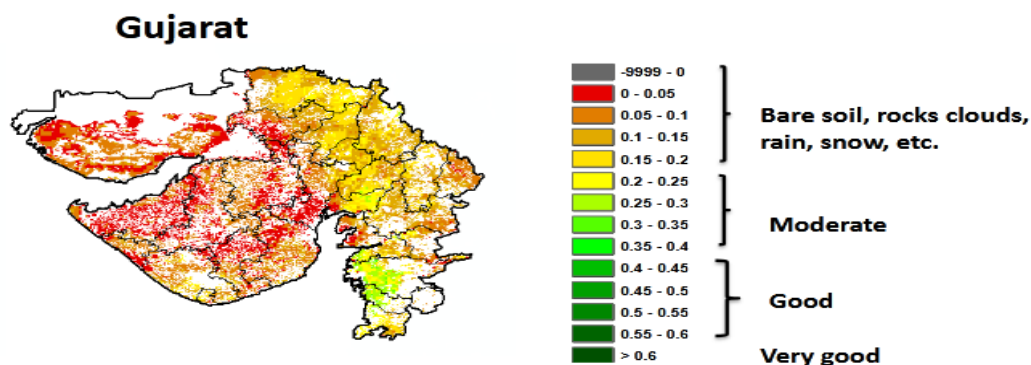 Gujarat
-9999 - 0
0 - 0.05
0.05 - 0.1
0.1 - 0.15
0.15 - 0.2
0.2 - 0.25
0.25 - 0.3
0.3 - 0.35
0.35 - 0.4
0.4 - 0.45
0.45 - 0.5
0.5 - 0.55
0.55 - 0.6
> 0.6
Bare soil, rocks clouds,
rain, snow, etc.
Moderate
Good
Very good